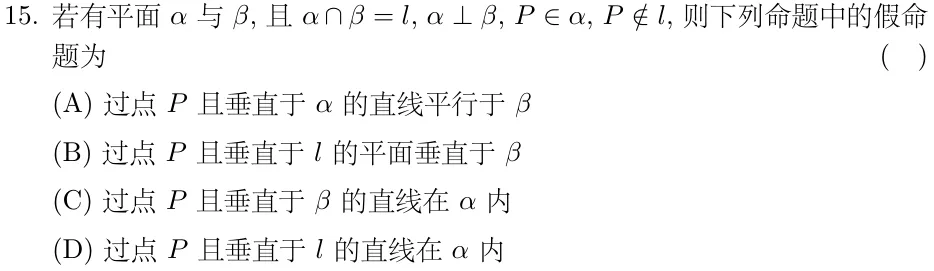 15. 若有平面 α 与 β, 且 α∩β = l, α ⊥ β, P ∈ α, P ∉ l, 则下列命题中的假命
题为 ( )
(A) 过点 P 且垂直于 α 的直线平行于 β
(B) 过点 P 且垂直于 l 的平面垂直于 β
(C) 过点 P 且垂直于 β 的直线在 α 内
(D) 过点 P 且垂直于 l 的直线在 α 内